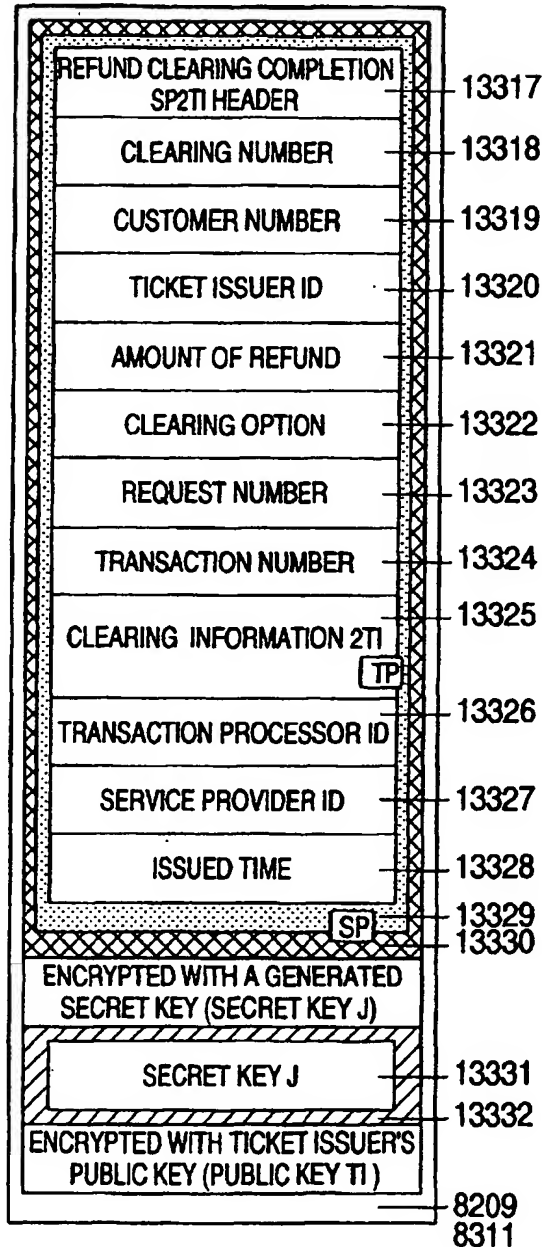 REFUND CLEARING COMPLETION
SP2TI HEADER
13317
CLEARING NUMBER
13318
CUSTOMER NUMBER
13319
TICKET ISSUER ID
13320
AMOUNT OF REFUND
13321
CLEARING OPTION
13322
REQUEST NUMBER
13323
TRANSACTION NUMBER
13324
13325
CLEARING INFORMATION 2TI
TP
13326
TRANSACTION PROCESSOR ID
SERVICE PROVIDER ID
13327
ISSUED TIME
13328
13329
SP
13330
ENCRYPTED WITH A GENERATED
SECRET KEY (SECRET KEY J)
SECRET KEY J
13331
13332
ENCRYPTED WITH TICKET ISSUER'S
PUBLIC KEY (PUBLIC KEY TI )
8209
8311